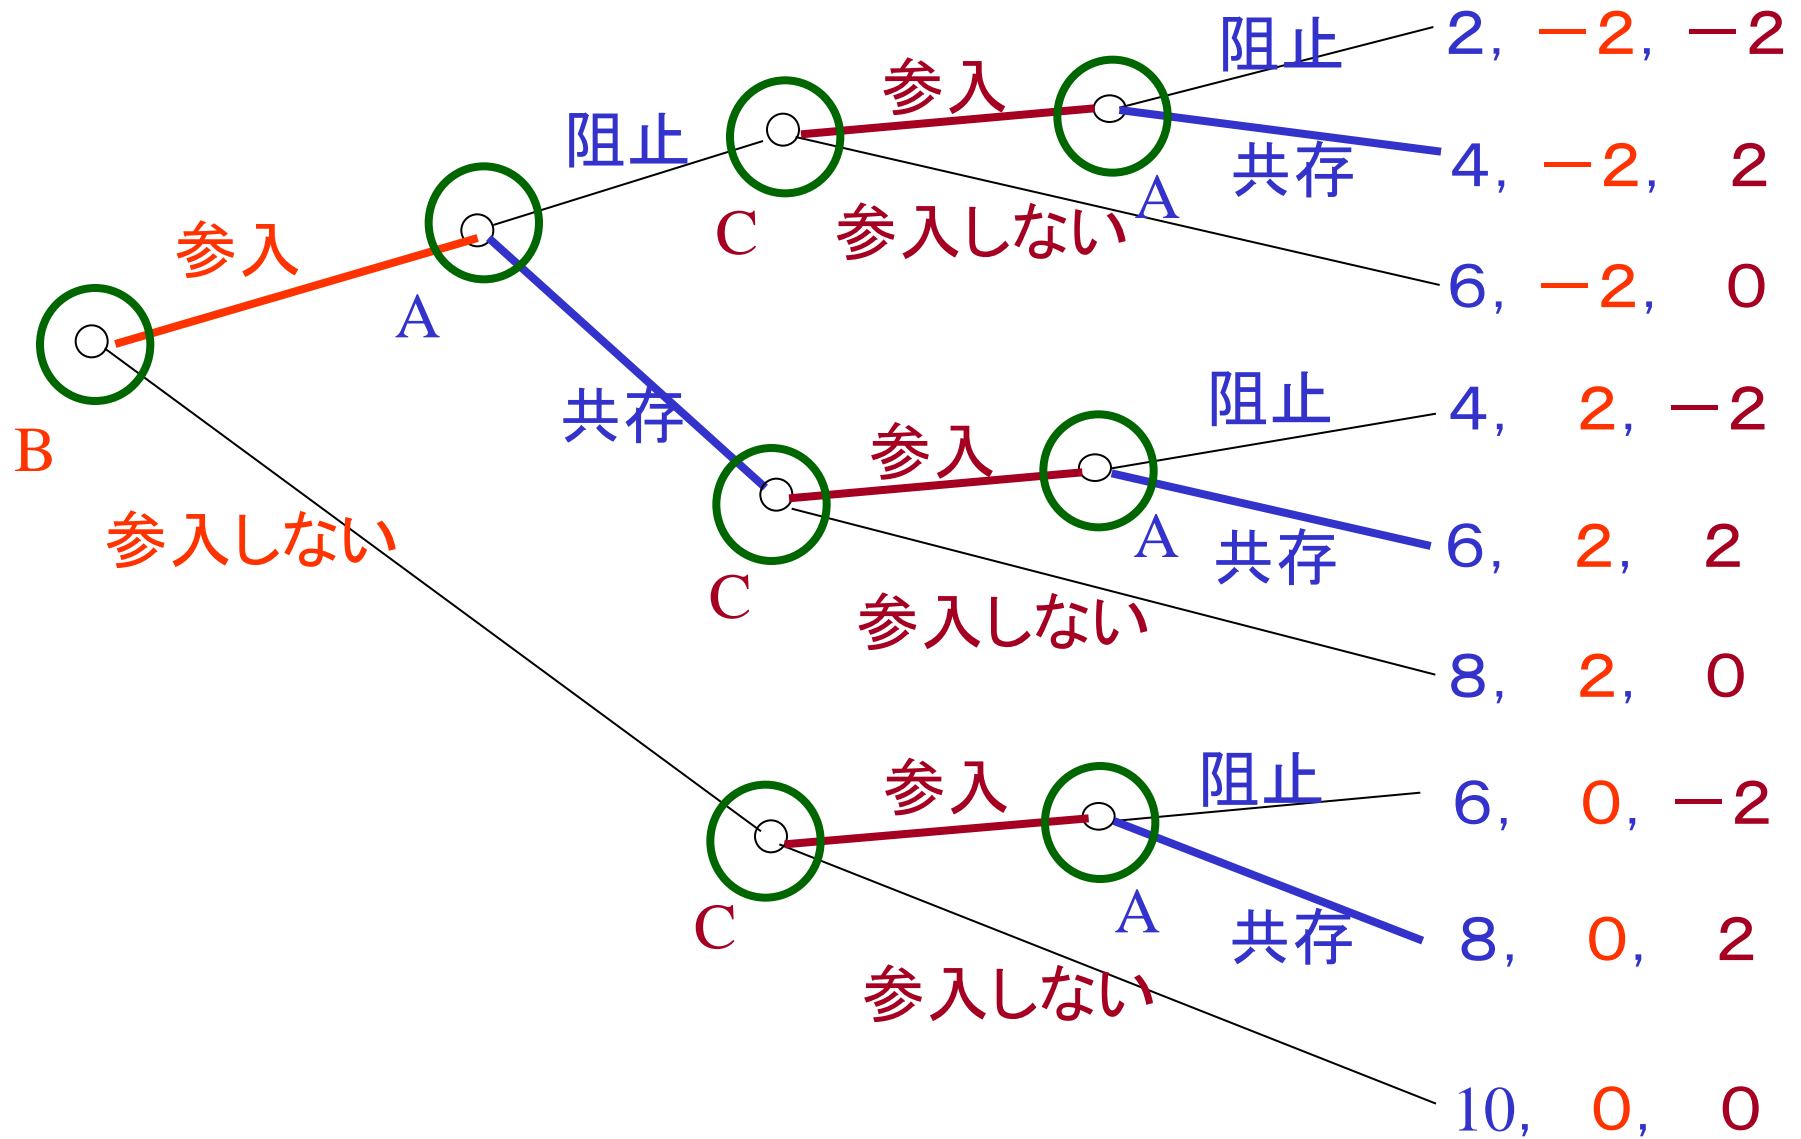 阻止
2, −2, −2
参入
阻止
共存
4, −2, 2
A
C
参入しない
参入
6, −2, 0
A
阻止
4, 2, −2
共存
参入
B
共存
6, 2, 2
A
参入しない
C
参入しない
8, 2, 0
阻止
6, 0, −2
参入
A
共存
8, 0, 2
C
参入しない
10, 0, 0